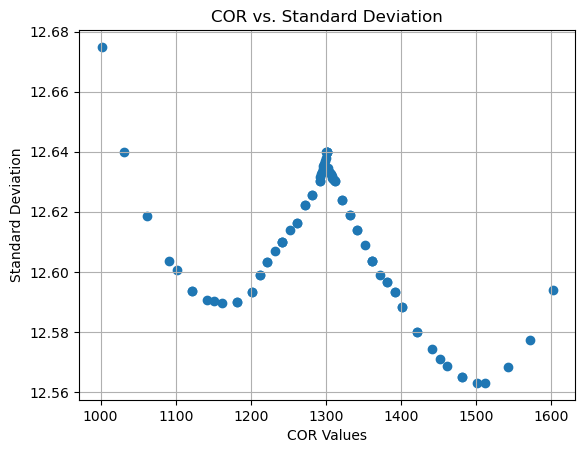 COR vs. Standard Deviation
12.68
12.66
12.64
12.62
12.60
12.58
12.56
Standard Deviation
1000 1100 1200 1300 1400 1500 1600
COR Values